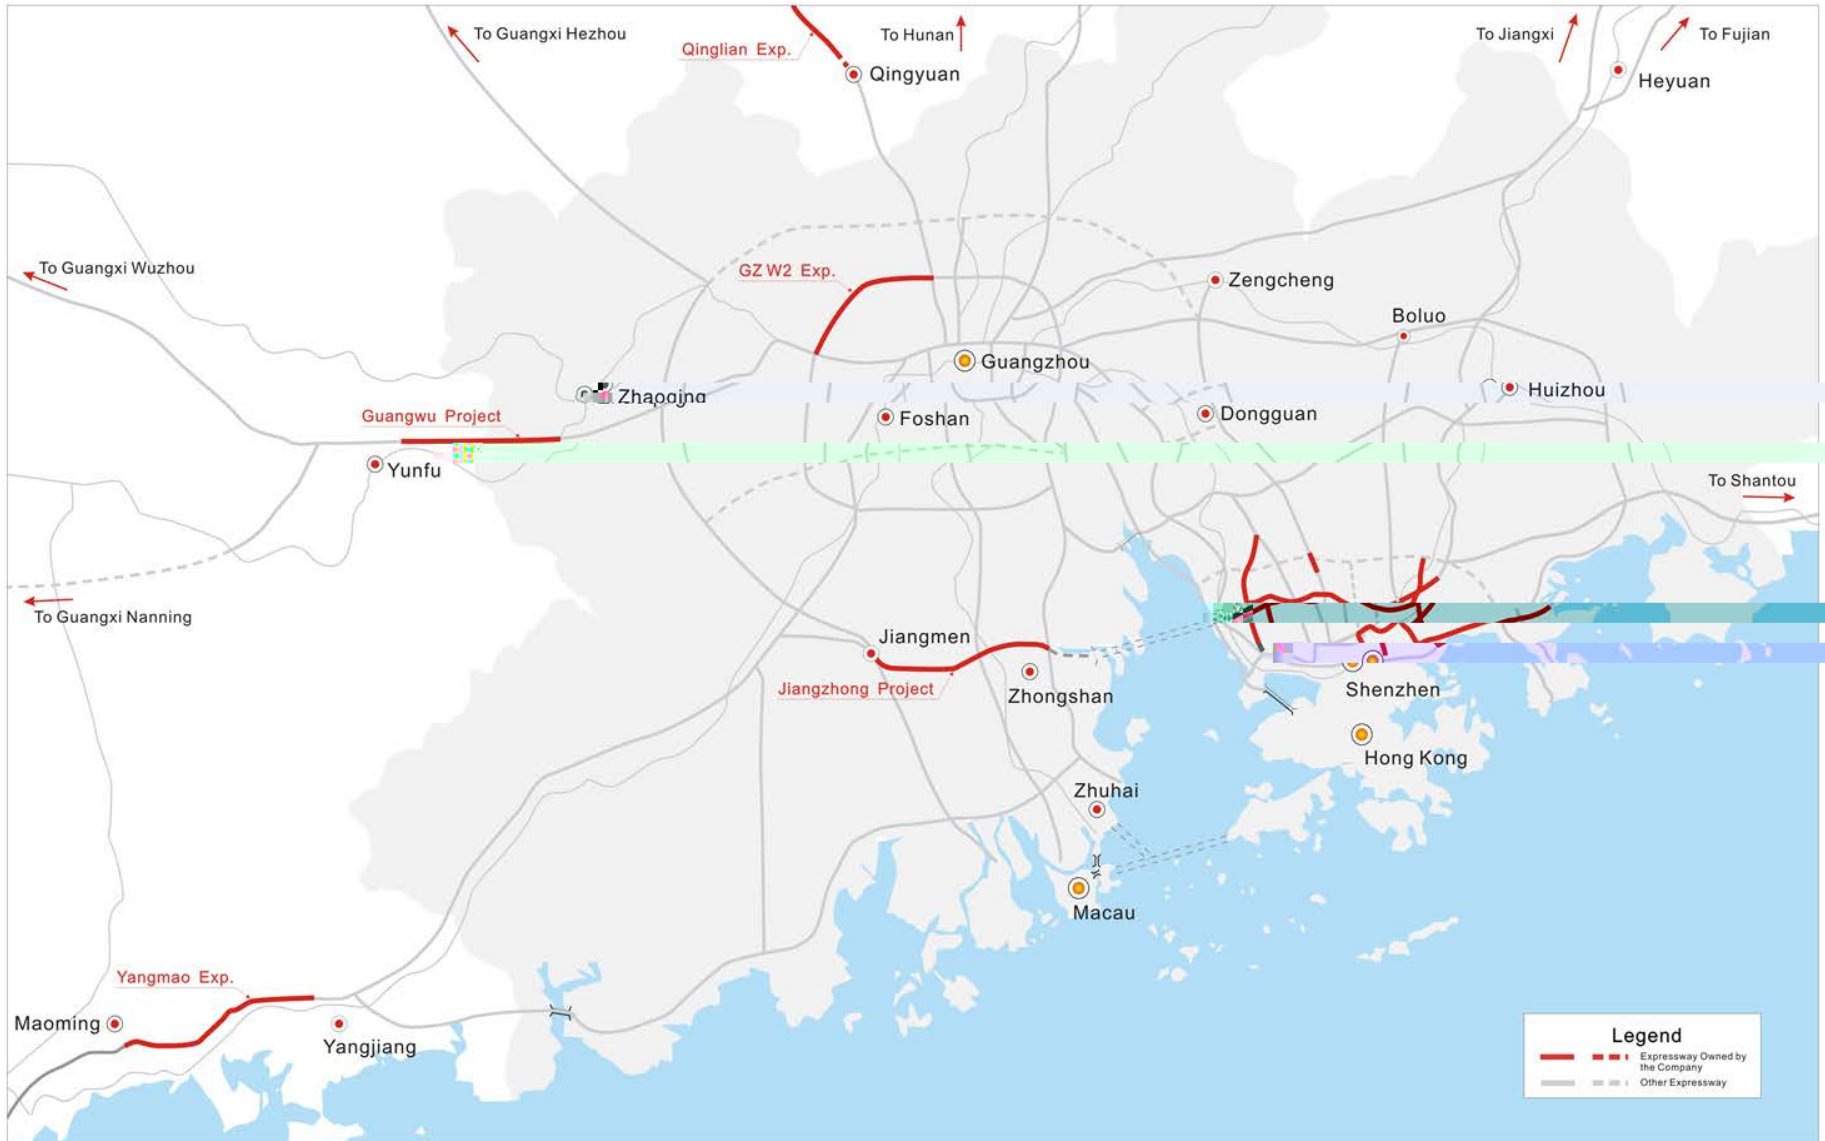 To Guangxi Hezhou
Qinglian Exp.
To Hunan
To Jiangxi
To Fujian
Qingyuan
Heyuan
To Guangxi Wuzhou
GZ W2 Exp.
Zengcheng
Boluo
Guangzhou
Huizhou
Guangwu Project
Foshan
Dongguan
Yunfu
To Shantou
To Guangxi Nanning
Jiangmen
Jiangzhong Project
Zhongshan
Shenzhen
Hong Kong
Zhuhai
Macau
Yangmao Exp.
Maoming
Yangjiang
Legend
Expressway Owned by
the Company
Other Expressway